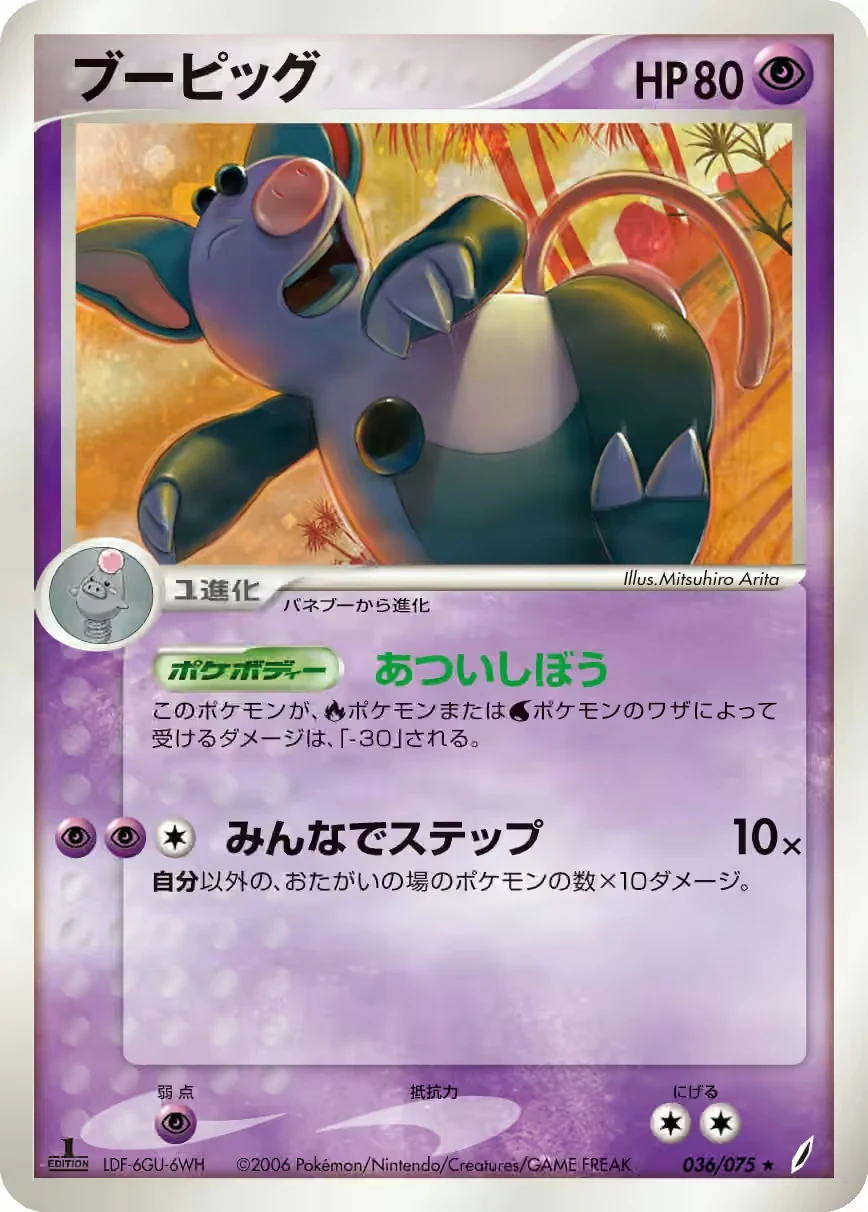 ブーピッグ HP80
Illus.Mitsuhiro Arita
1進化
バネブーから進化
ポケボディー あついしぼう
このポケモンが、ポケモンまたはポケモンのワザによって
受けるダメージは、「-30」される。
みんなでステップ 10×
自分以外の、おたがいの場のポケモンの数×10ダメージ。
弱点 抵抗力 にげる
1 EDITION LDF-6GU-6WH ©2006 Pokémon/Nintendo/Creatures/GAME FREAK 036/075 ★